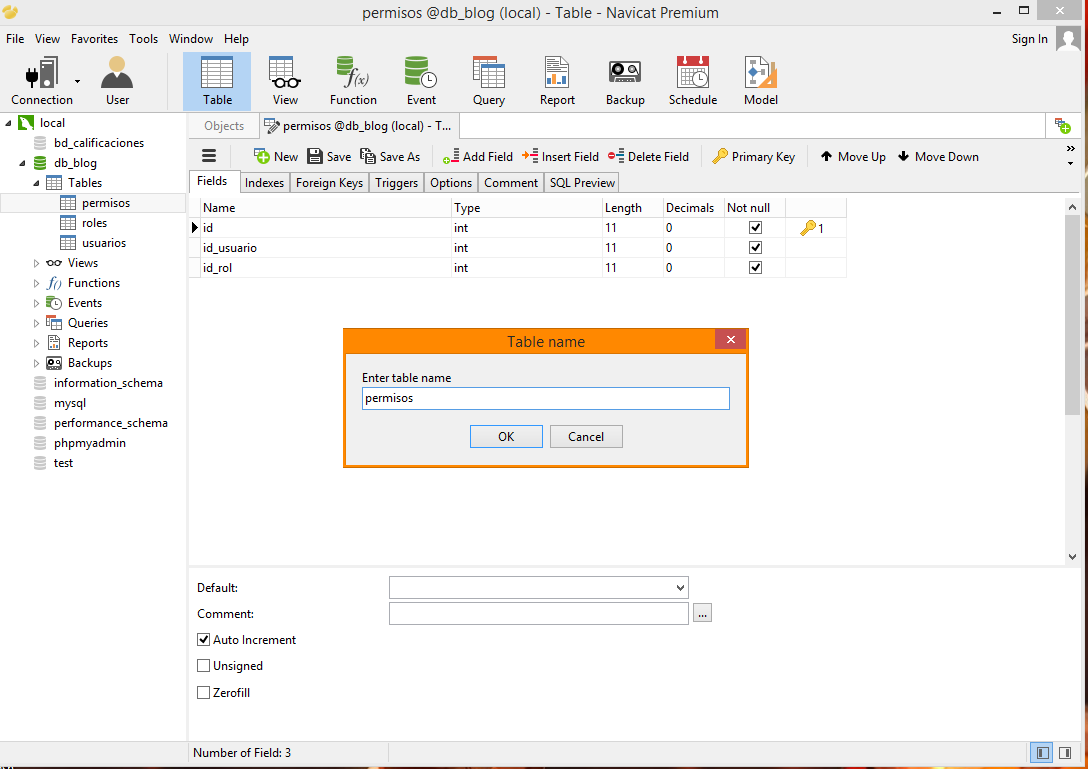 permisos @db_blog (local) - Table - Navicat Premium
File View Favorites Tools Window Help
Sign In
Connection User Table View Function Event Query Report Backup Schedule Model
local
bd_calificaciones
db_blog
Tables
permisos
roles
usuarios
Views
Functions
Events
Queries
Reports
Backups
information_schema
mysql
performance_schema
phpmyadmin
test
Objects permisos @db_blog (local) - T...
New Save Save As Add Field Insert Field Delete Field Primary Key Move Up Move Down »
Fields Indexes Foreign Keys Triggers Options Comment SQL Preview
Name Type Length Decimals Not null
id int 11 0 1
id_usuario int 11 0
id_rol int 11 0
Table name
Enter table name
permisos
OK Cancel
Default:
Comment:
...
Auto Increment
Unsigned
Zerofill
Number of Field: 3